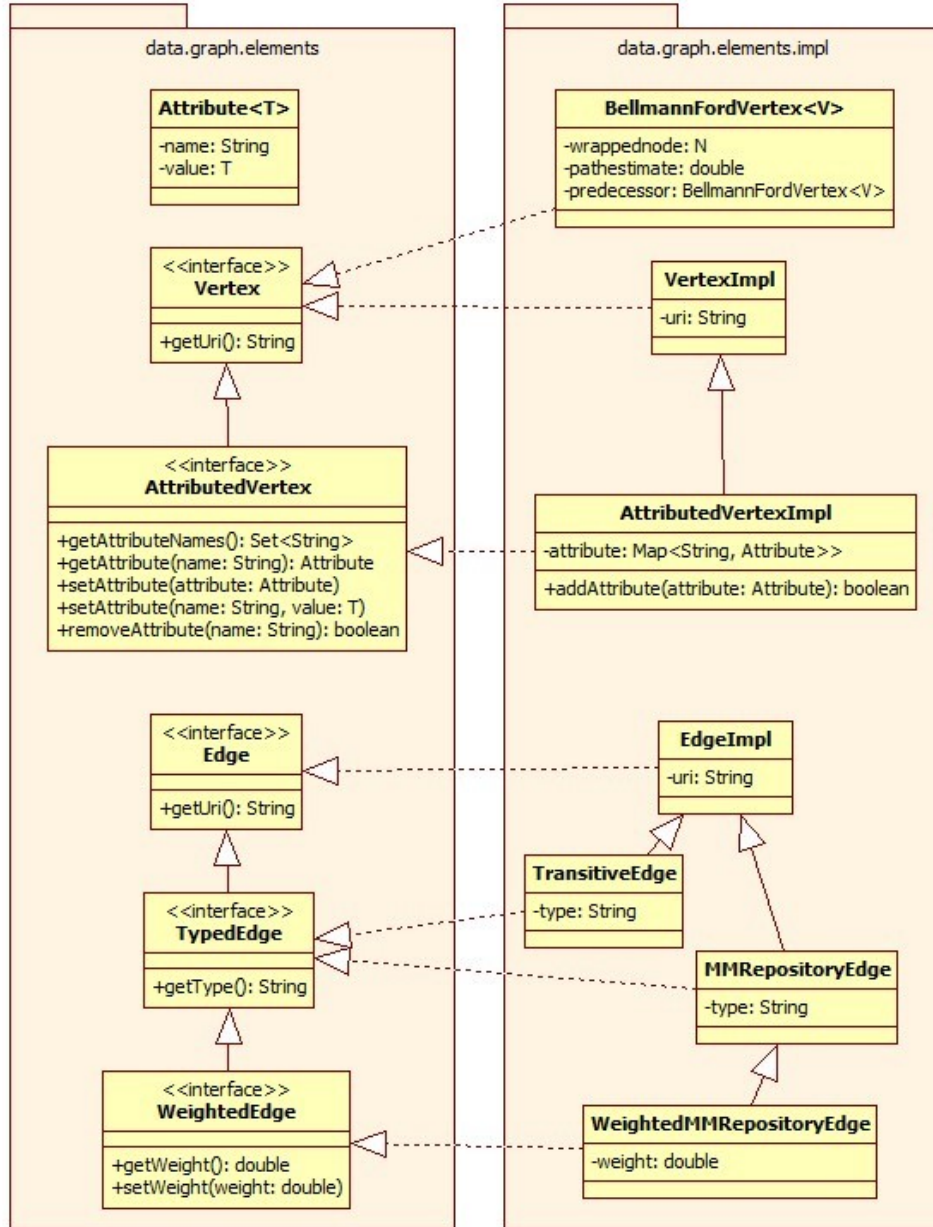 data.graph.elements
Attribute<T>
-name: String
-value: T
<<interface>>
Vertex
+getUri(): String
<<interface>>
AttributedVertex
+getAttributeNames(): Set<String>
+getAttribute(name: String): Attribute
+setAttribute(attribute: Attribute)
+setAttribute(name: String, value: T)
+removeAttribute(name: String): boolean
<<interface>>
Edge
+getUri(): String
<<interface>>
TypedEdge
+getType(): String
<<interface>>
WeightedEdge
+getWeight(): double
+setWeight(weight: double)
data.graph.elements.impl
BellmannFordVertex<V>
-wrappednode: N
-pathestimate: double
-predecessor: BellmannFordVertex<V>
VertexImpl
-uri: String
AttributedVertexImpl
-attribute: Map<String, Attribute>>
+addAttribute(attribute: Attribute): boolean
EdgeImpl
-uri: String
TransitiveEdge
-type: String
MMRepositoryEdge
-type: String
WeightedMMRepositoryEdge
-weight: double